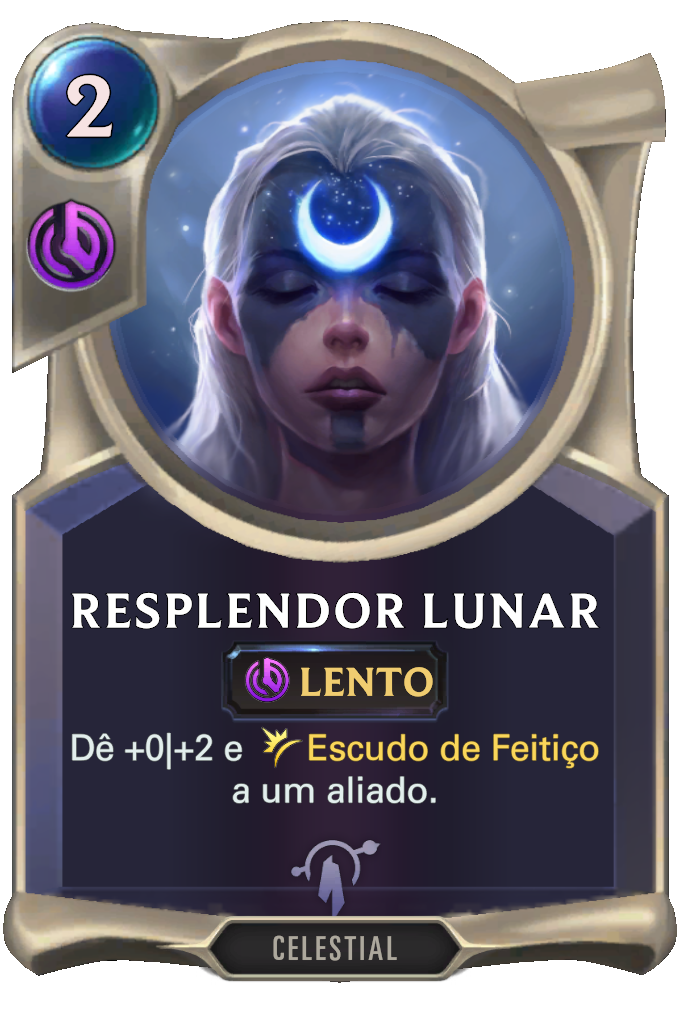 2
RESPLENDOR LUNAR
LENTO
Dê +0|+2 e Escudo de Feitiço
a um aliado.
CELESTIAL